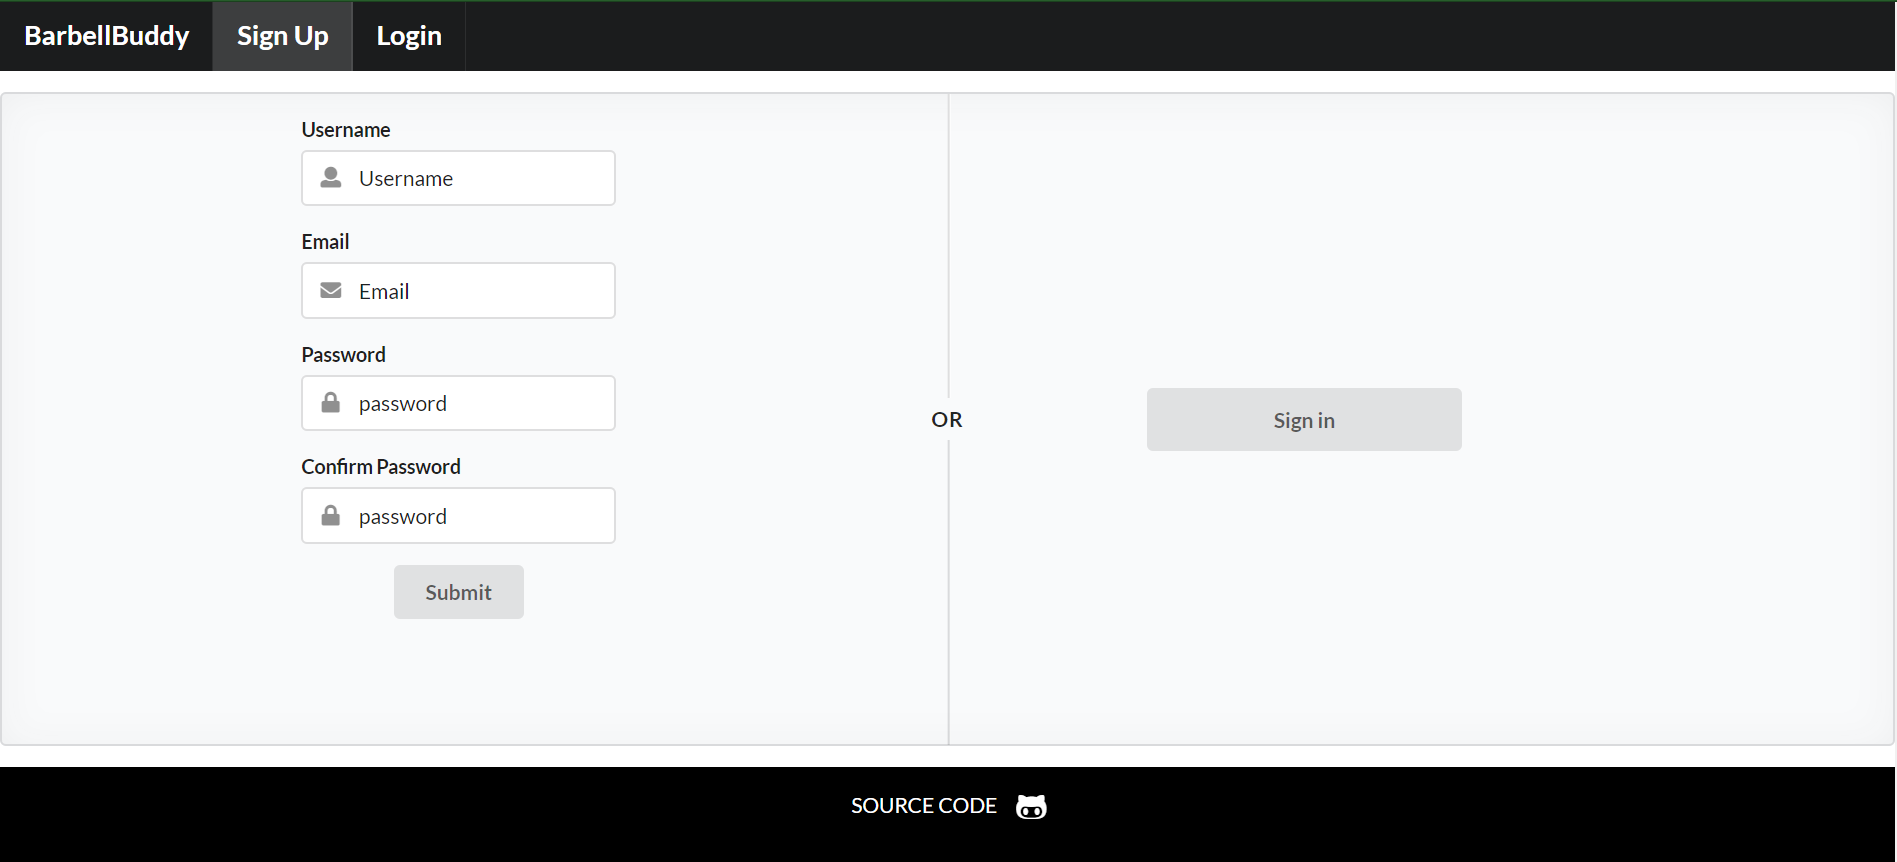 BarbellBuddy Sign Up Login
Username
Username
Email
Email
Password
password
Confirm Password
password
Submit
OR
Sign in
SOURCE CODE